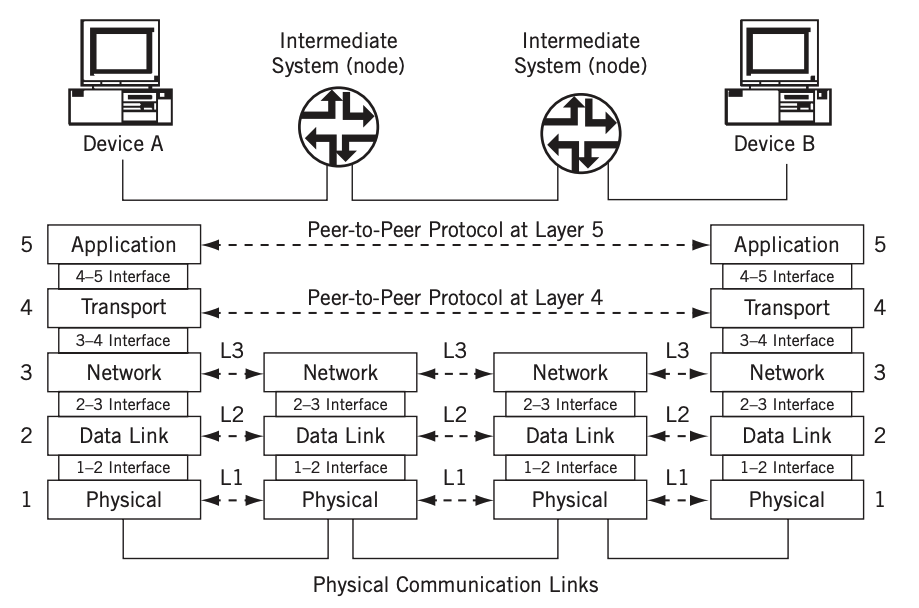 Intermediate
System (node)
Intermediate
System (node)
Device A
Device B
5 Application Peer-to-Peer Protocol at Layer 5 Application 5
4–5 Interface 4–5 Interface
4 Transport Peer-to-Peer Protocol at Layer 4 Transport 4
3–4 Interface 3–4 Interface
L3 L3 L3
3 Network Network Network Network 3
2–3 Interface 2–3 Interface 2–3 Interface 2–3 Interface
L2 L2 L2
2 Data Link Data Link Data Link Data Link 2
1–2 Interface 1–2 Interface 1–2 Interface 1–2 Interface
L1 L1 L1
1 Physical Physical Physical Physical 1
Physical Communication Links